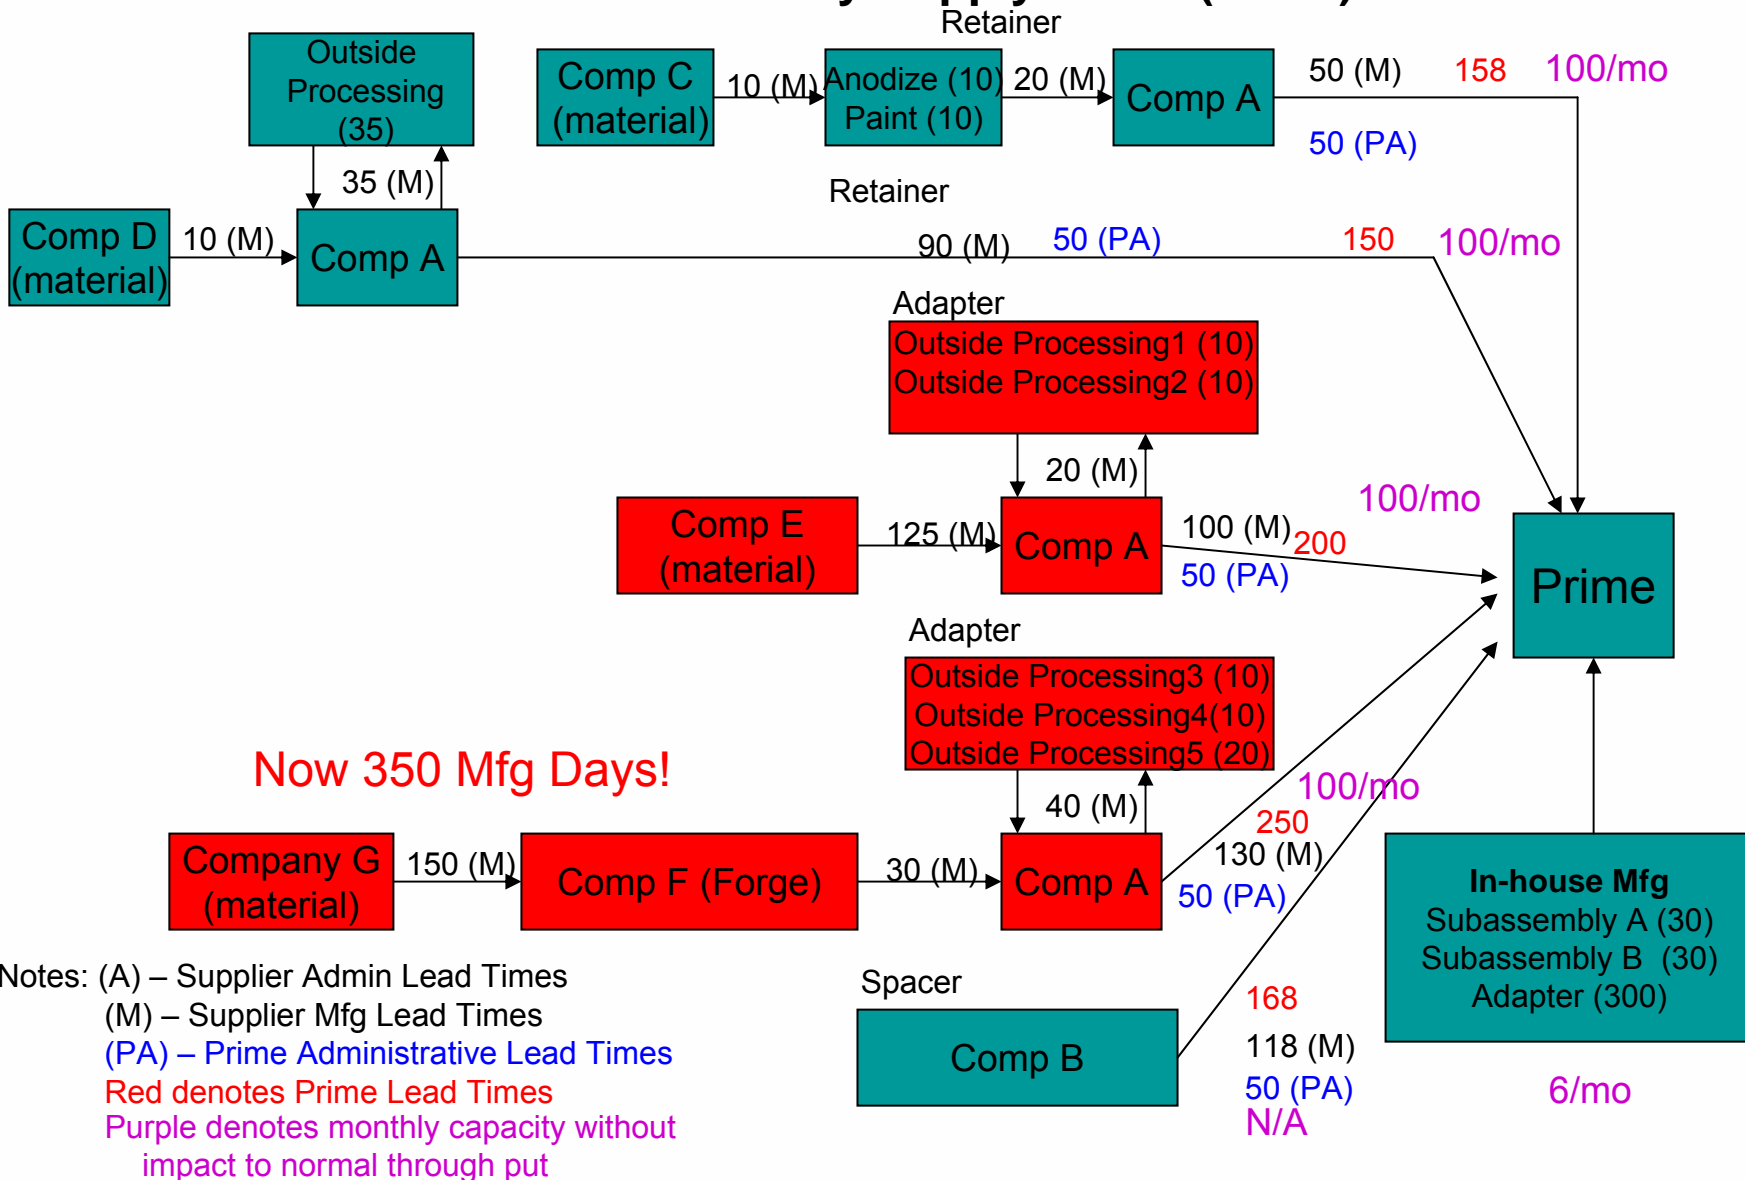 Retainer
Outside
Processing
(35)
Comp C
(material)
10 (M)
Anodize (10)
Paint (10)
20 (M)
Comp A
50 (M)
158
100/mo
50 (PA)
35 (M)
Retainer
Comp D
(material)
10 (M)
Comp A
90 (M)
50 (PA)
150
100/mo
Adapter
Outside Processing1 (10)
Outside Processing2 (10)
20 (M)
Comp E
(material)
125 (M)
Comp A
100 (M)
200
50 (PA)
100/mo
Prime
Adapter
Outside Processing3 (10)
Outside Processing4(10)
Outside Processing5 (20)
Now 350 Mfg Days!
40 (M)
Company G
(material)
150 (M)
Comp F (Forge)
30 (M)
Comp A
100/mo
250
130 (M)
50 (PA)
In-house Mfg
Subassembly A (30)
Subassembly B (30)
Adapter (300)
6/mo
Spacer
Comp B
168
118 (M)
50 (PA)
N/A
Notes: (A) – Supplier Admin Lead Times
(M) – Supplier Mfg Lead Times
(PA) – Prime Administrative Lead Times
Red denotes Prime Lead Times
Purple denotes monthly capacity without
impact to normal through put